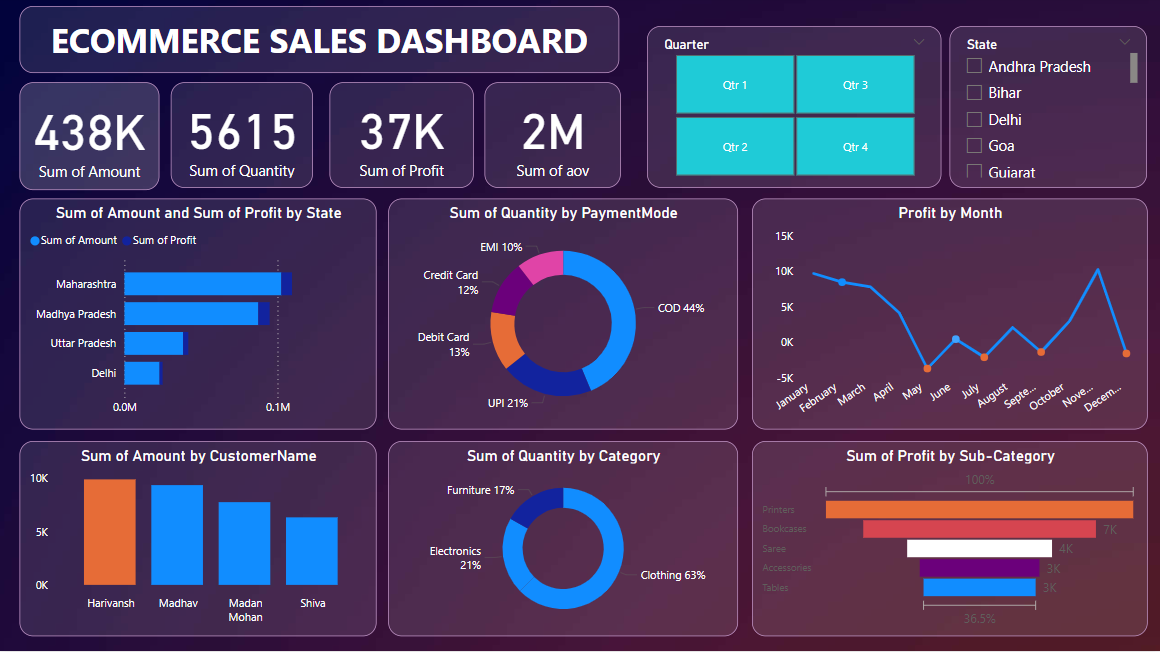 ECOMMERCE SALES DASHBOARD
Quarter
Qtr 1
Qtr 3
Qtr 2
Qtr 4
State
Andhra Pradesh
Bihar
Delhi
Goa
Gujarat
438K
Sum of Amount
5615
Sum of Quantity
37K
Sum of Profit
2M
Sum of aov
Sum of Amount and Sum of Profit by State
Sum of Amount Sum of Profit
Maharashtra
Madhya Pradesh
Uttar Pradesh
Delhi
0.0M 0.1M
Sum of Quantity by PaymentMode
EMI 10%
Credit Card
12%
Debit Card
13%
UPI 21%
COD 44%
Profit by Month
15K
10K
5K
0K
-5K
January
February
March
April
May
June
July
August
Septe...
October
Nove...
Decem...
Sum of Amount by CustomerName
10K
5K
0K
Harivansh
Madhav
Madan
Mohan
Shiva
Sum of Quantity by Category
Furniture 17%
Electronics
21%
Clothing 63%
Sum of Profit by Sub-Category
100%
Printers
Bookcases 7K
Saree 4K
Accessories 3K
Tables 3K
36.5%